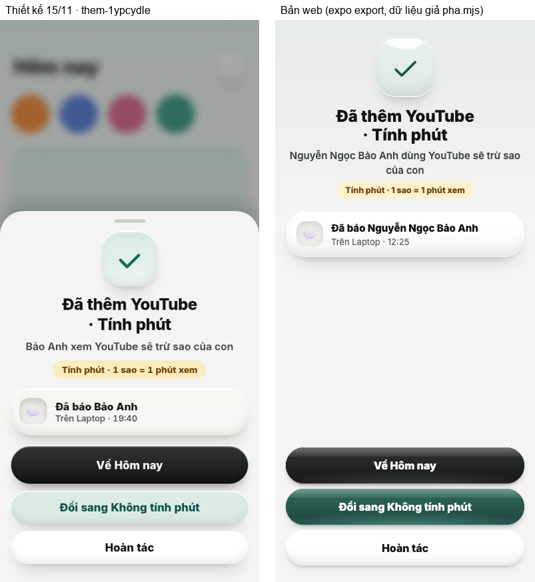 Thiết kế 15/11 · them-1ypcydle
Hôm nay
Đã thêm YouTube
· Tính phút
Bảo Anh xem YouTube sẽ trừ sao của con
Tính phút · 1 sao = 1 phút xem
Đã báo Bảo Anh
Trên Laptop · 19:40
Về Hôm nay
Đổi sang Không tính phút
Hoàn tác
Bản web (expo export, dữ liệu giả pha.mjs)
Đã thêm YouTube
· Tính phút
Nguyễn Ngọc Bảo Anh dùng YouTube sẽ trừ sao
của con
Tính phút · 1 sao = 1 phút xem
Đã báo Nguyễn Ngọc Bảo Anh
Trên Laptop · 12:25
Về Hôm nay
Đổi sang Không tính phút
Hoàn tác